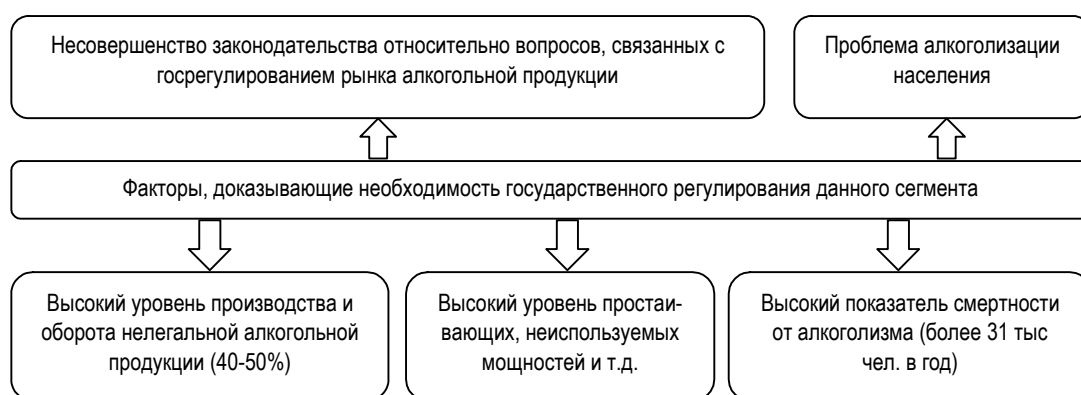 Несовершенство законодательства относительно вопросов, связанных с
госрегулированием рынка алкогольной продукции
Проблема алкоголизации
населения
Факторы, доказывающие необходимость государственного регулирования данного сегмента
Высокий уровень производства и
оборота нелегальной алкогольной
продукции (40-50%)
Высокий уровень простаи-
вающих, неиспользуемых
мощностей и т.д.
Высокий показатель смертности
от алкоголизма (более 31 тыс
чел. в год)